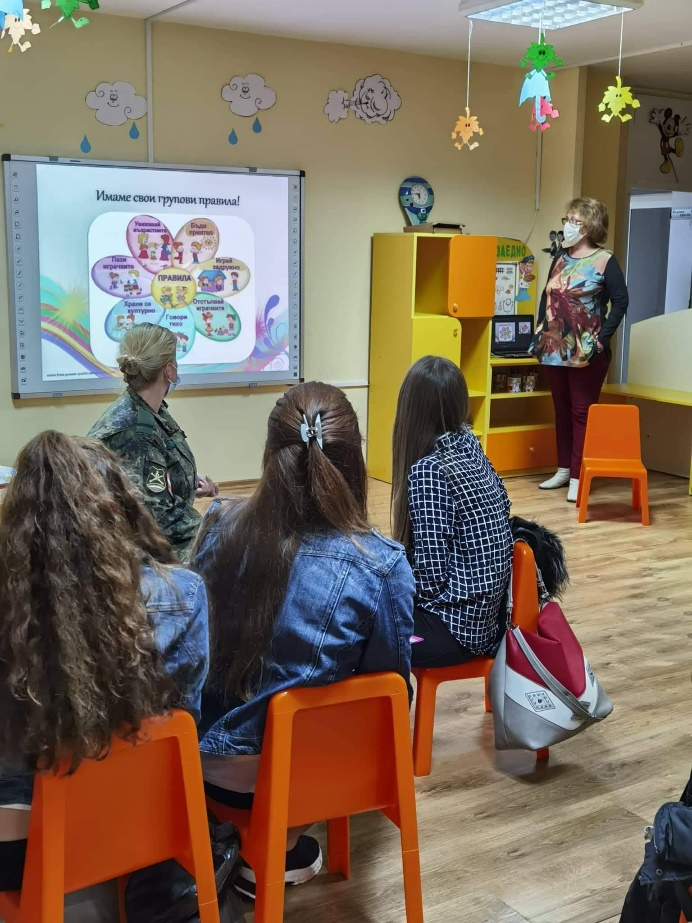 Имаме свои групови правила!
Уважавай
възрастните
Бъди
приятел
Пази
играчките
Играй
задружно
ПРАВИЛА
Храни се
културно
Отстъпвай
играчките
Говори
тихо
ЗАЕДНО